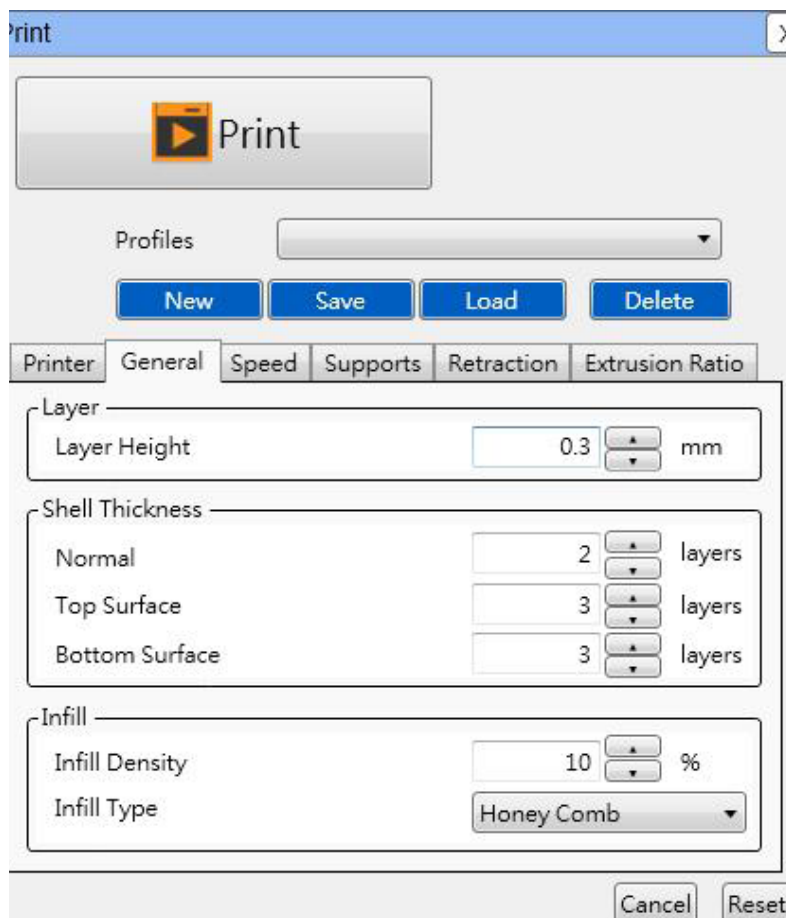 Print
Print
Profiles
New Save Load Delete
Printer General Speed Supports Retraction Extrusion Ratio
Layer
Layer Height 0.3 mm
Shell Thickness
Normal 2 layers
Top Surface 3 layers
Bottom Surface 3 layers
Infill
Infill Density 10 %
Infill Type Honey Comb
Cancel Reset